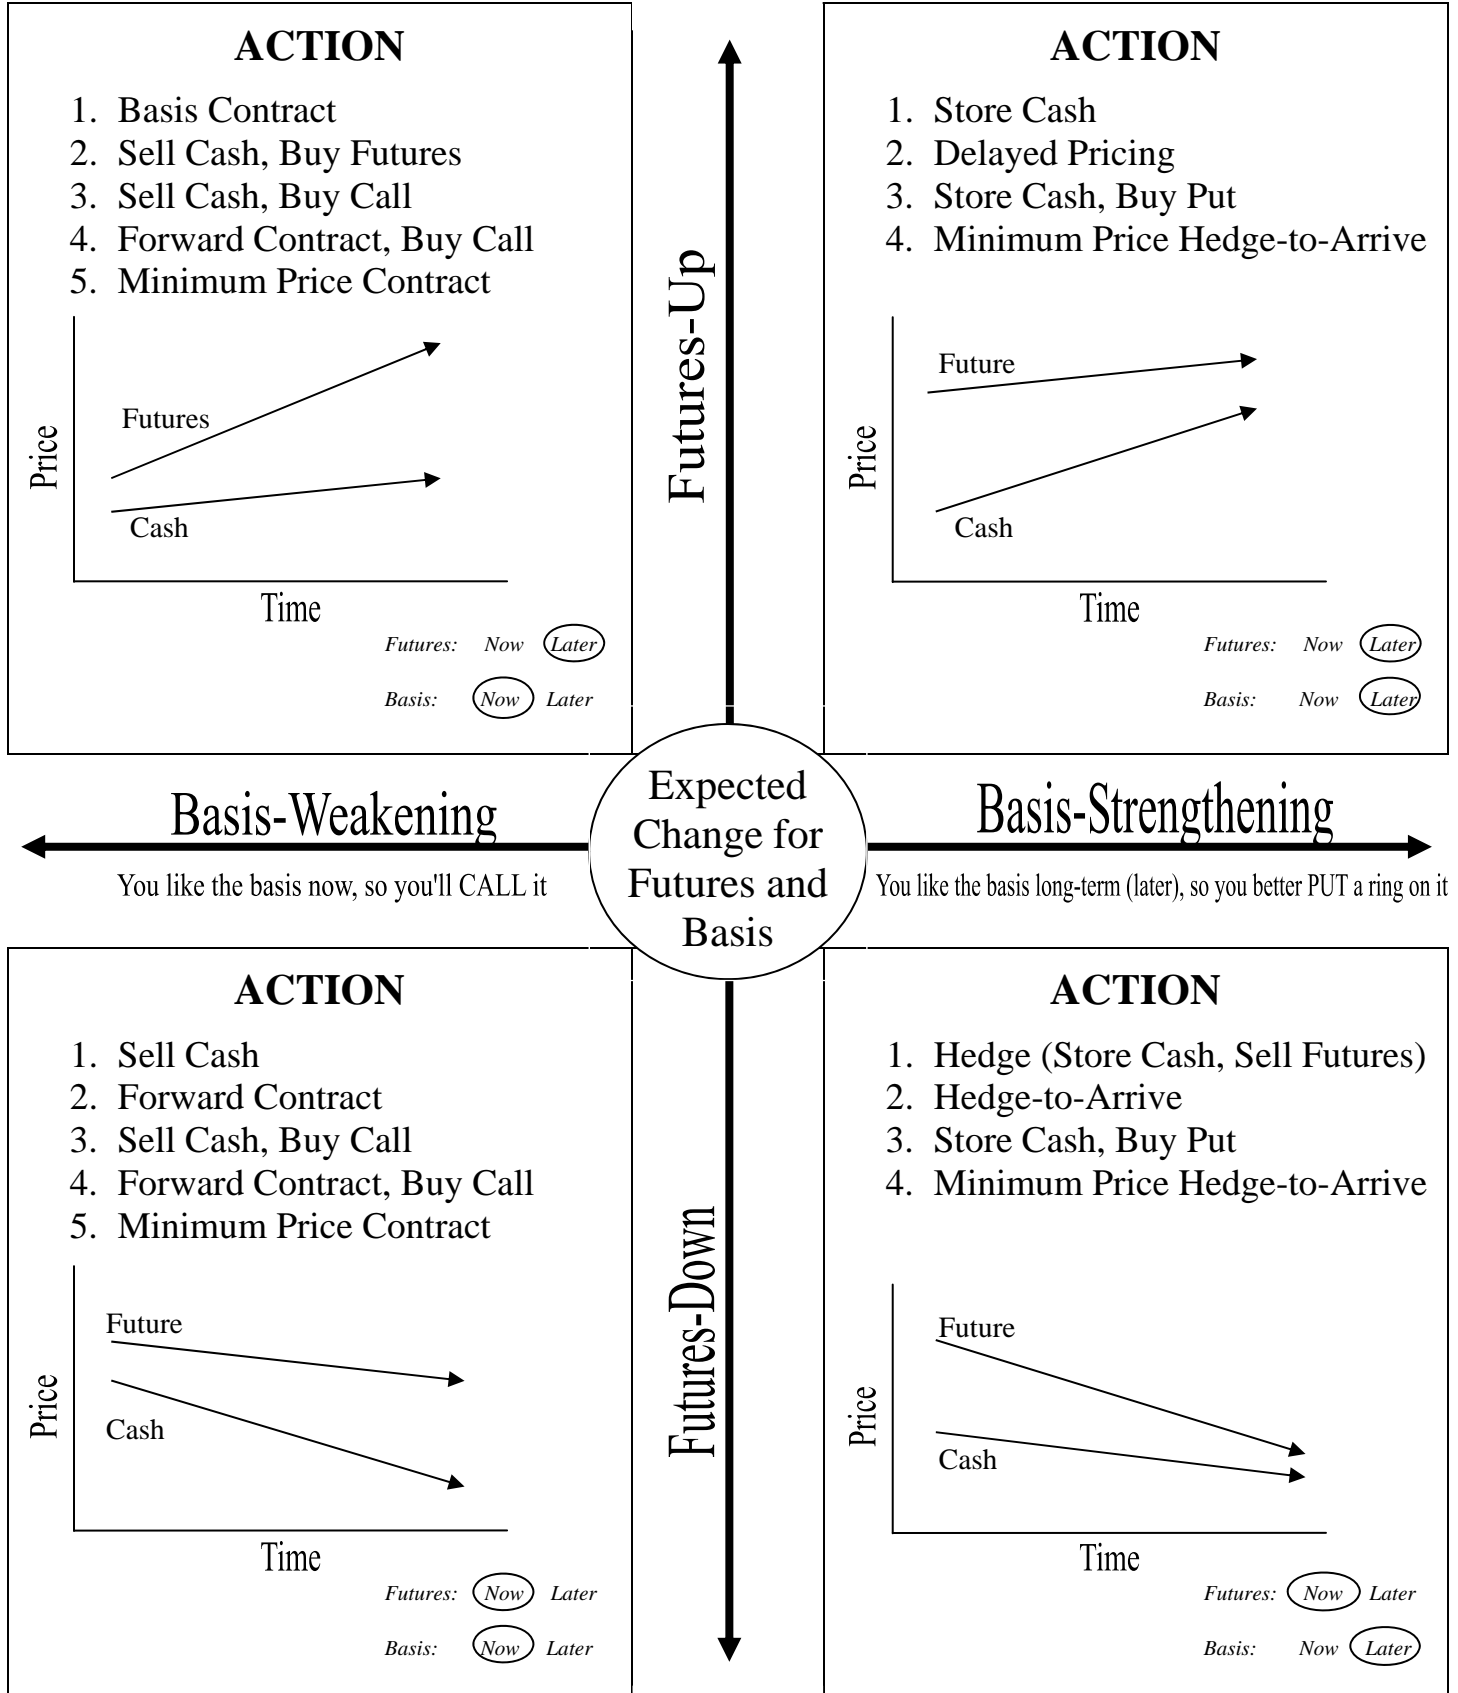 ACTION
1. Basis Contract
2. Sell Cash, Buy Futures
3. Sell Cash, Buy Call
4. Forward Contract, Buy Call
5. Minimum Price Contract
Futures
Cash
Price
Time
Futures: Now Later
Basis: Now Later
Futures-Up
ACTION
1. Store Cash
2. Delayed Pricing
3. Store Cash, Buy Put
4. Minimum Price Hedge-to-Arrive
Future
Cash
Price
Time
Futures: Now Later
Basis: Now Later
Basis-Weakening
You like the basis now, so you'll CALL it
Expected
Change for
Futures and
Basis
Basis-Strengthening
You like the basis long-term (later), so you better PUT a ring on it
ACTION
1. Sell Cash
2. Forward Contract
3. Sell Cash, Buy Call
4. Forward Contract, Buy Call
5. Minimum Price Contract
Future
Cash
Price
Time
Futures: Now Later
Basis: Now Later
Futures-Down
ACTION
1. Hedge (Store Cash, Sell Futures)
2. Hedge-to-Arrive
3. Store Cash, Buy Put
4. Minimum Price Hedge-to-Arrive
Future
Cash
Price
Time
Futures: Now Later
Basis: Now Later